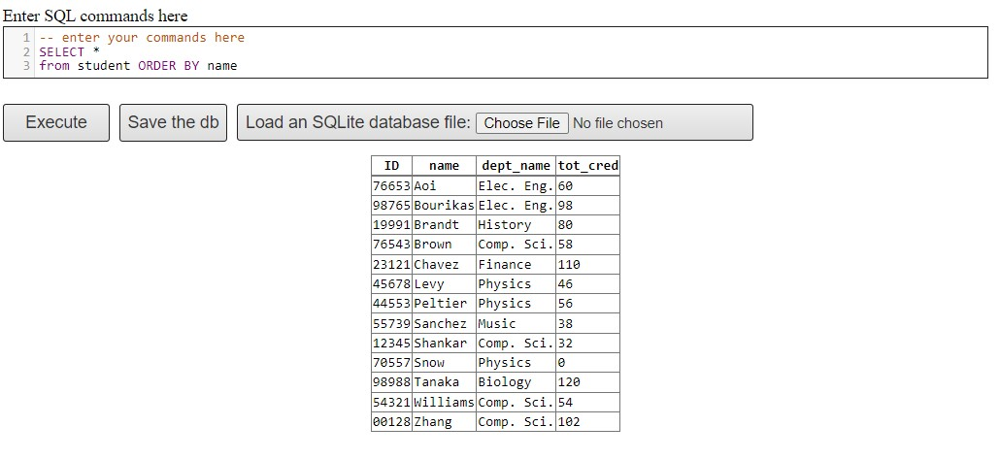 Enter SQL commands here
1 -- enter your commands here
2 SELECT *
3 from student ORDER BY name
Execute Save the db Load an SQLite database file: Choose File No file chosen
ID name dept_name tot_cred
76653 Aoi Elec. Eng. 60
98765 Bourikas Elec. Eng. 98
19991 Brandt History 80
76543 Brown Comp. Sci. 58
23121 Chavez Finance 110
45678 Levy Physics 46
44553 Peltier Physics 56
55739 Sanchez Music 38
12345 Shankar Comp. Sci. 32
70557 Snow Physics 0
98988 Tanaka Biology 120
54321 Williams Comp. Sci. 54
00128 Zhang Comp. Sci. 102